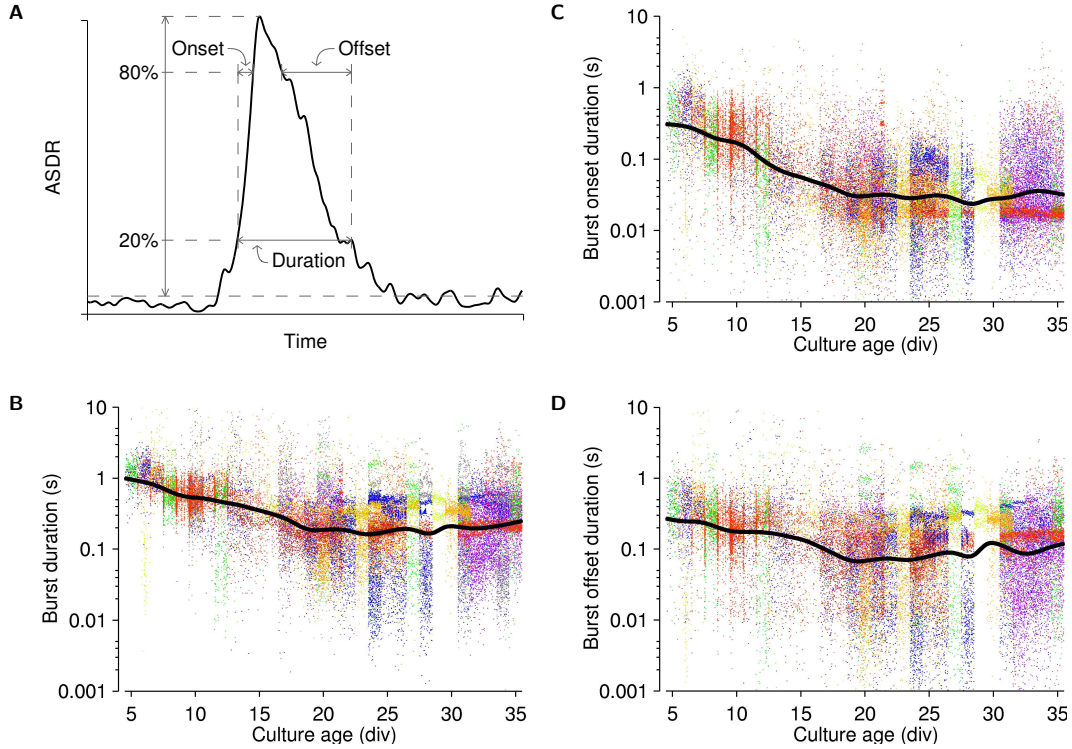 A
Onset
Offset
80%
20%
Duration
ASDR
Time
B
10
1
0.1
0.01
0.001
Burst duration (s)
5 10 15 20 25 30 35
Culture age (div)
C
10
1
0.1
0.01
0.001
Burst onset duration (s)
5 10 15 20 25 30 35
Culture age (div)
D
10
1
0.1
0.01
0.001
Burst offset duration (s)
5 10 15 20 25 30 35
Culture age (div)